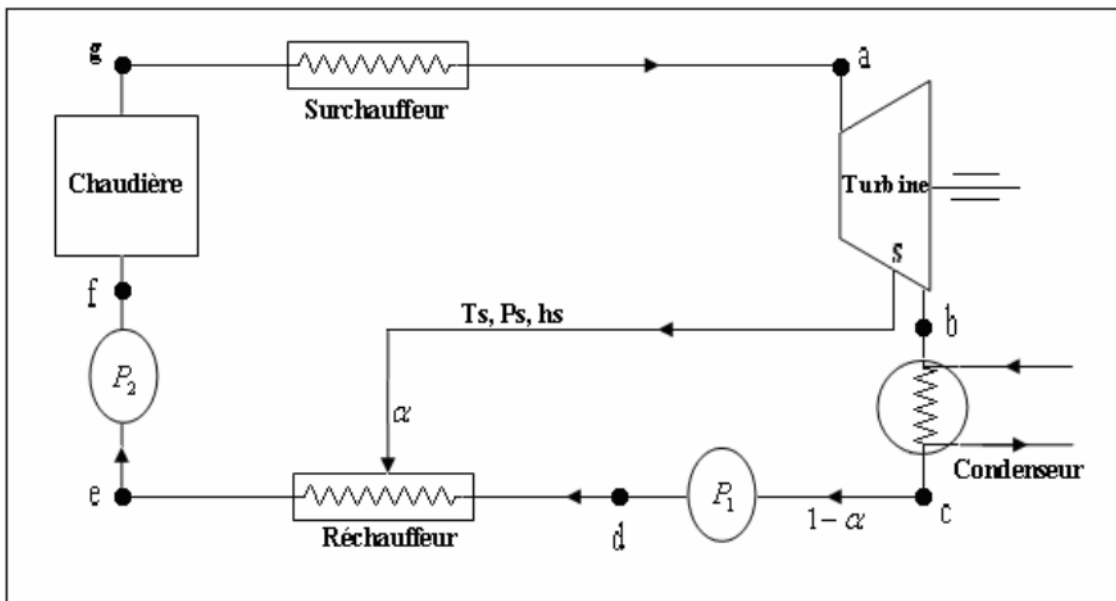 g
a
Surchauffeur
Chaudière
Turbine
s
f
Ts, Ps, hs
b
P₂
α
Condenseur
e
P₁
1-α
c
Réchauffeur
d